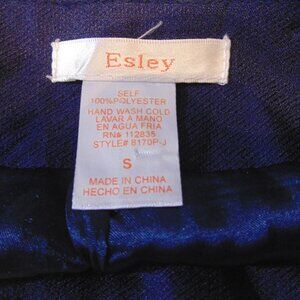 Esley
SELF
100%POLYESTER
HAND WASH COLD
LAVAR A MANO
EN AGUA FRIA
RN# 112835
STYLE# 8170P-J
S
MADE IN CHINA
HECHO EN CHINA